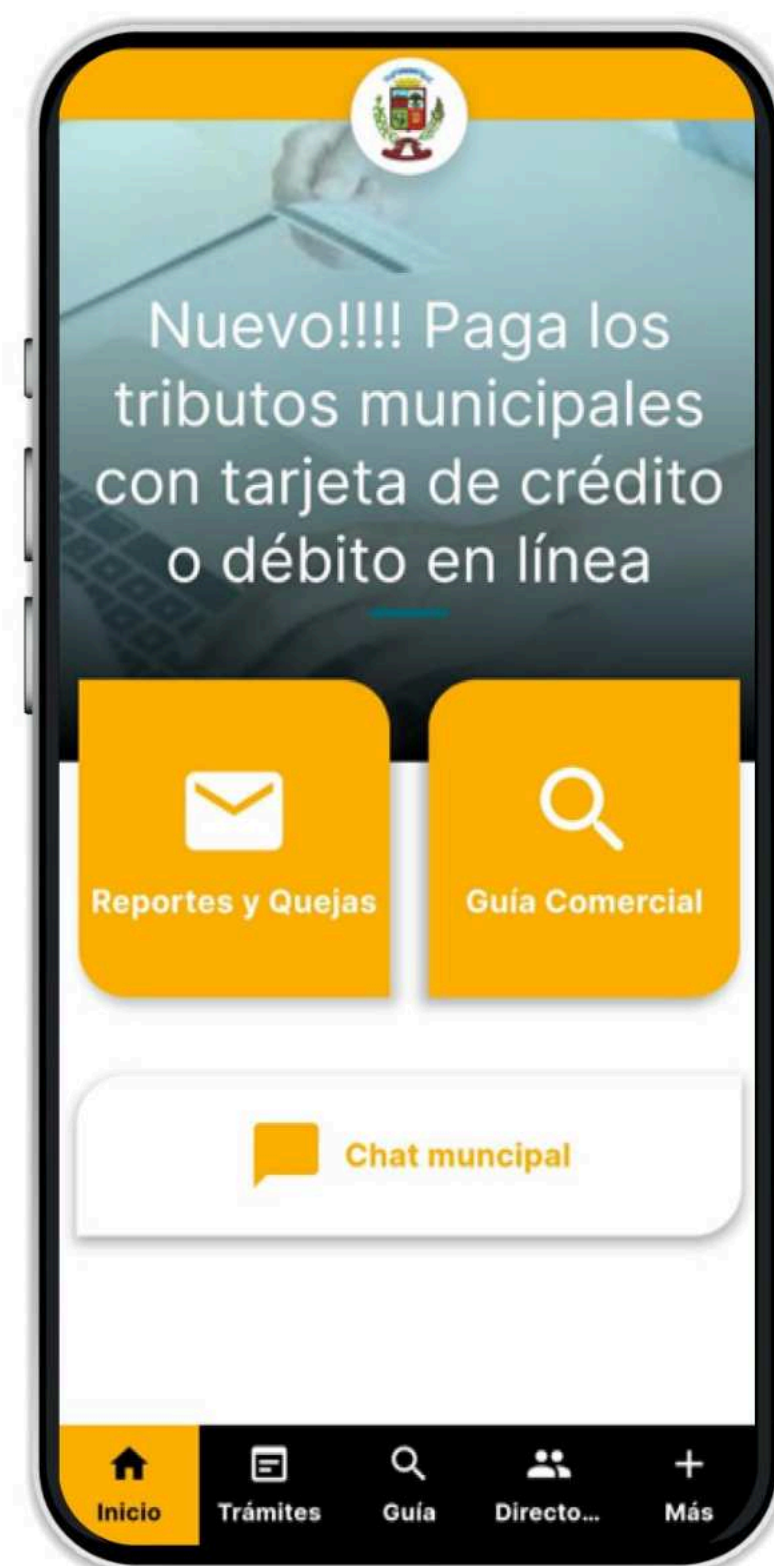 Nuevo!!!! Paga los
tributos municipales
con tarjeta de crédito
o débito en línea
Reportes y Quejas
Guía Comercial
Chat muncipal
Inicio
Trámites
Guía
Directo...
Más